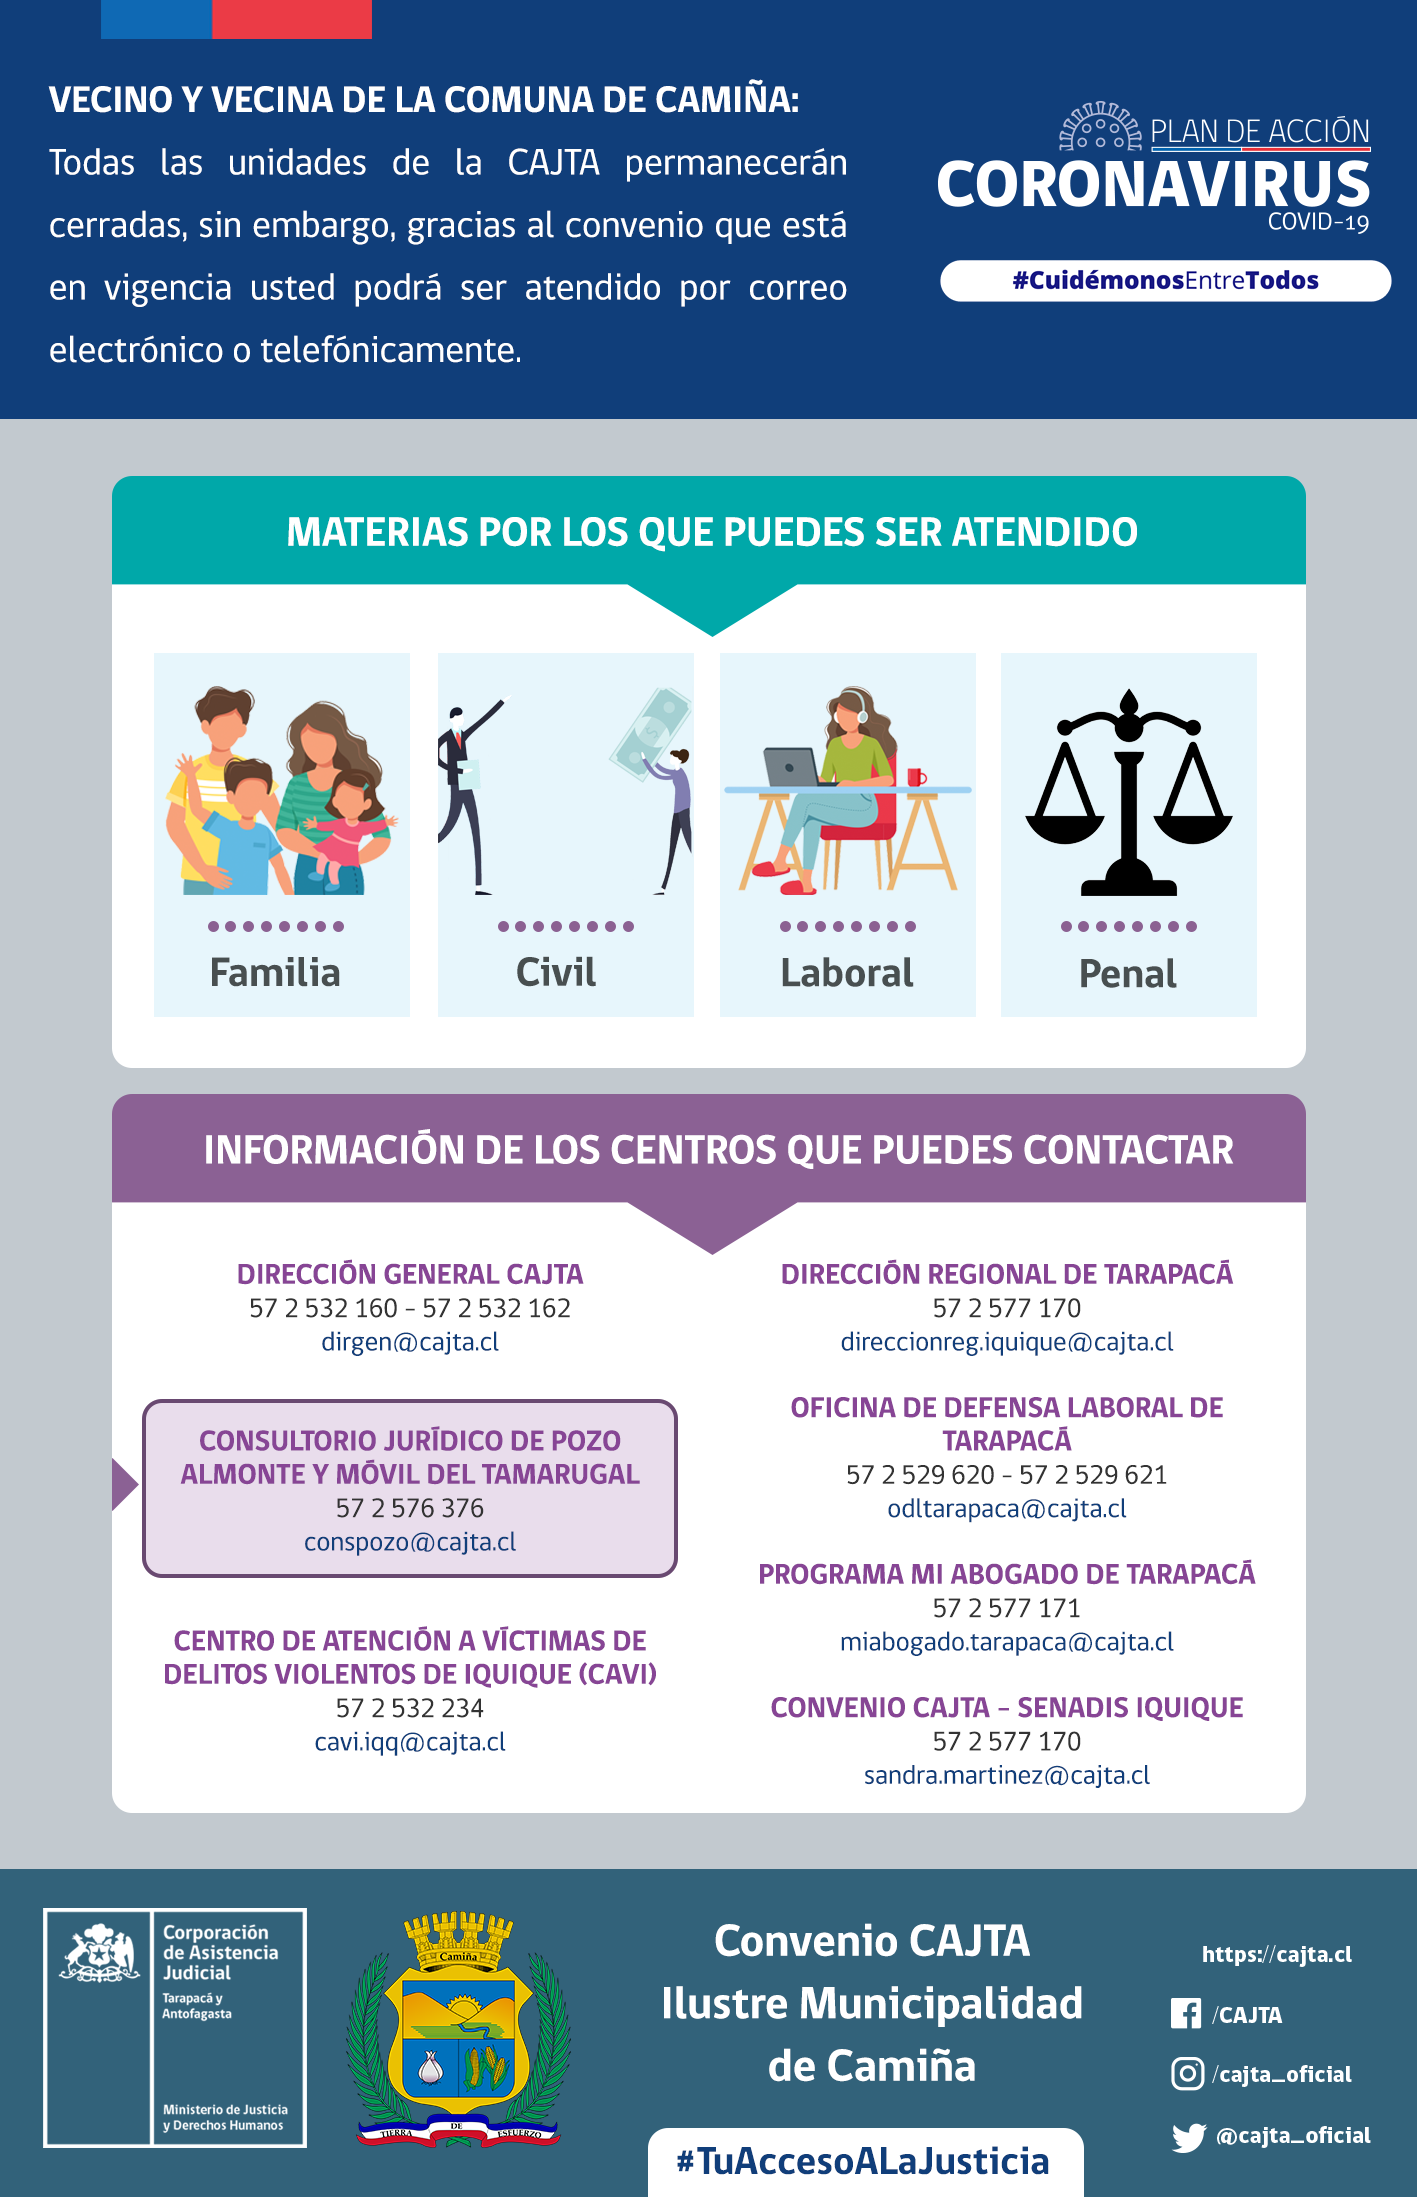 VECINO Y VECINA DE LA COMUNA DE CAMIÑA:
Todas las unidades de la CAJTA permanecerán
cerradas, sin embargo, gracias al convenio que está
en vigencia usted podrá ser atendido por correo
electrónico o telefónicamente.
PLAN DE ACCIÓN
CORONAVIRUS
COVID-19
#CuidémonosEntreTodos
MATERIAS POR LOS QUE PUEDES SER ATENDIDO
Familia
Civil
Laboral
Penal
INFORMACIÓN DE LOS CENTROS QUE PUEDES CONTACTAR
DIRECCIÓN GENERAL CAJTA
57 2 532 160 - 57 2 532 162
dirgen@cajta.cl
CONSULTORIO JURÍDICO DE POZO
ALMONTE Y MÓVIL DEL TAMARUGAL
57 2 576 376
conspozo@cajta.cl
CENTRO DE ATENCIÓN A VÍCTIMAS DE
DELITOS VIOLENTOS DE IQUIQUE (CAVI)
57 2 532 234
cavi.iqq@cajta.cl
DIRECCIÓN REGIONAL DE TARAPACÁ
57 2 577 170
direccionreg.iquique@cajta.cl
OFICINA DE DEFENSA LABORAL DE
TARAPACÁ
57 2 529 620 - 57 2 529 621
odltarapaca@cajta.cl
PROGRAMA MI ABOGADO DE TARAPACÁ
57 2 577 171
miabogado.tarapaca@cajta.cl
CONVENIO CAJTA - SENADIS IQUIQUE
57 2 577 170
sandra.martinez@cajta.cl
Corporación
de Asistencia
Judicial
Tarapacá y
Antofagasta
Ministerio de Justicia
y Derechos Humanos
Camiña
TIERRA DE ESFUERZO
Convenio CAJTA
Ilustre Municipalidad
de Camiña
#TuAccesoALaJusticia
https://cajta.cl
/CAJTA
/cajta_oficial
@cajta_oficial